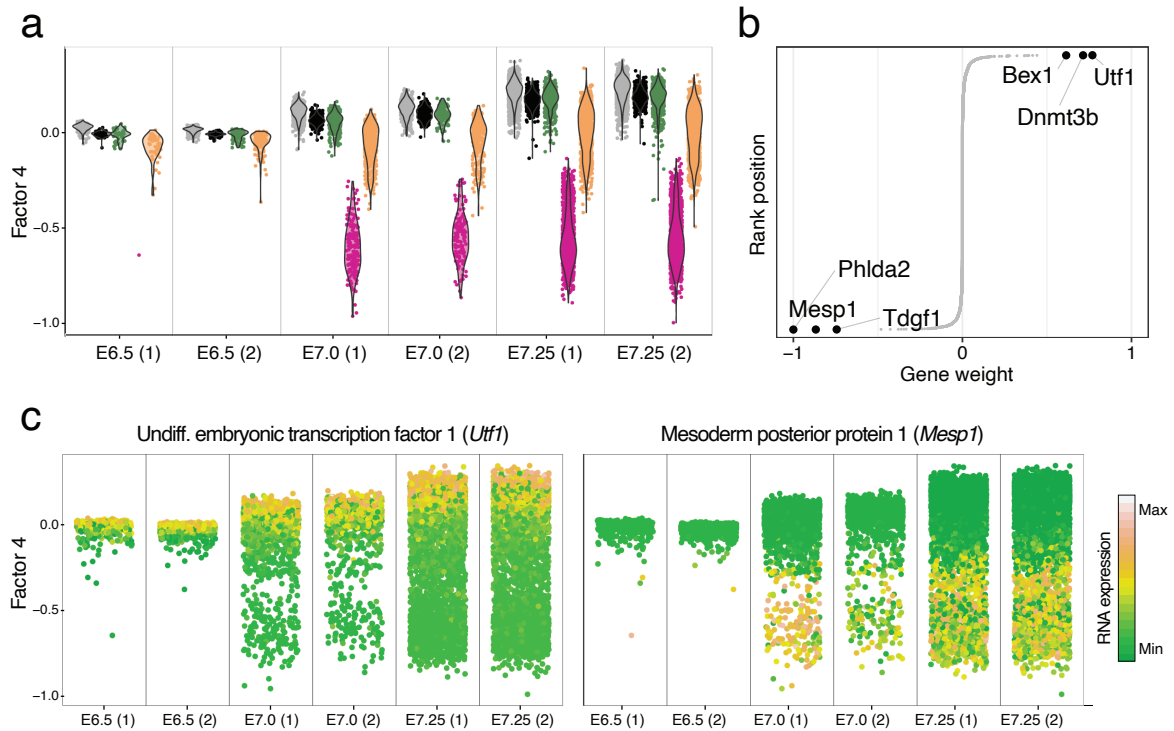 a
Factor 4
0.0
−0.5
−1.0
E6.5 (1) E6.5 (2) E7.0 (1) E7.0 (2) E7.25 (1) E7.25 (2)
b
Rank position
Bex1
Utf1
Dnmt3b
Phlda2
Mesp1
Tdgf1
−1 0 1
Gene weight
c
Undiff. embryonic transcription factor 1 (Utf1)
Factor 4
0.0
−0.5
−1.0
E6.5 (1) E6.5 (2) E7.0 (1) E7.0 (2) E7.25 (1) E7.25 (2)
Mesoderm posterior protein 1 (Mesp1)
E6.5 (1) E6.5 (2) E7.0 (1) E7.0 (2) E7.25 (1) E7.25 (2)
RNA expression
Max
Min